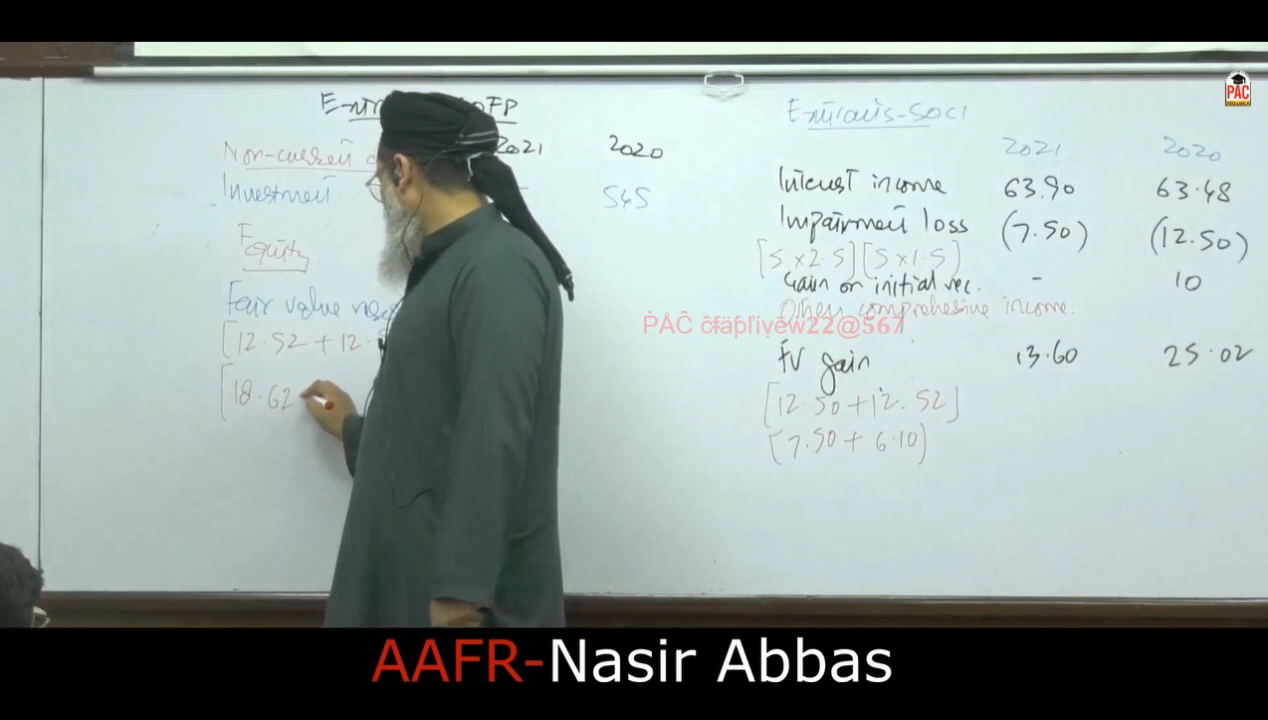 PAC
FP
2021 2020
Non-current
Investment 545
Equity
Fair value
[12.52 + 12.
[18.62
SOCI
2021 2020
Interest income 63.90 63.48
Impairment loss (7.50) (12.50)
[5 x 2.5] [5 x 1.5]
Gain on initial rec. - 10
Other comprehesive income:
FV gain 13.60 25.02
[12.50 + 12.52]
[7.50 + 6.10)
AAFR-Nasir Abbas